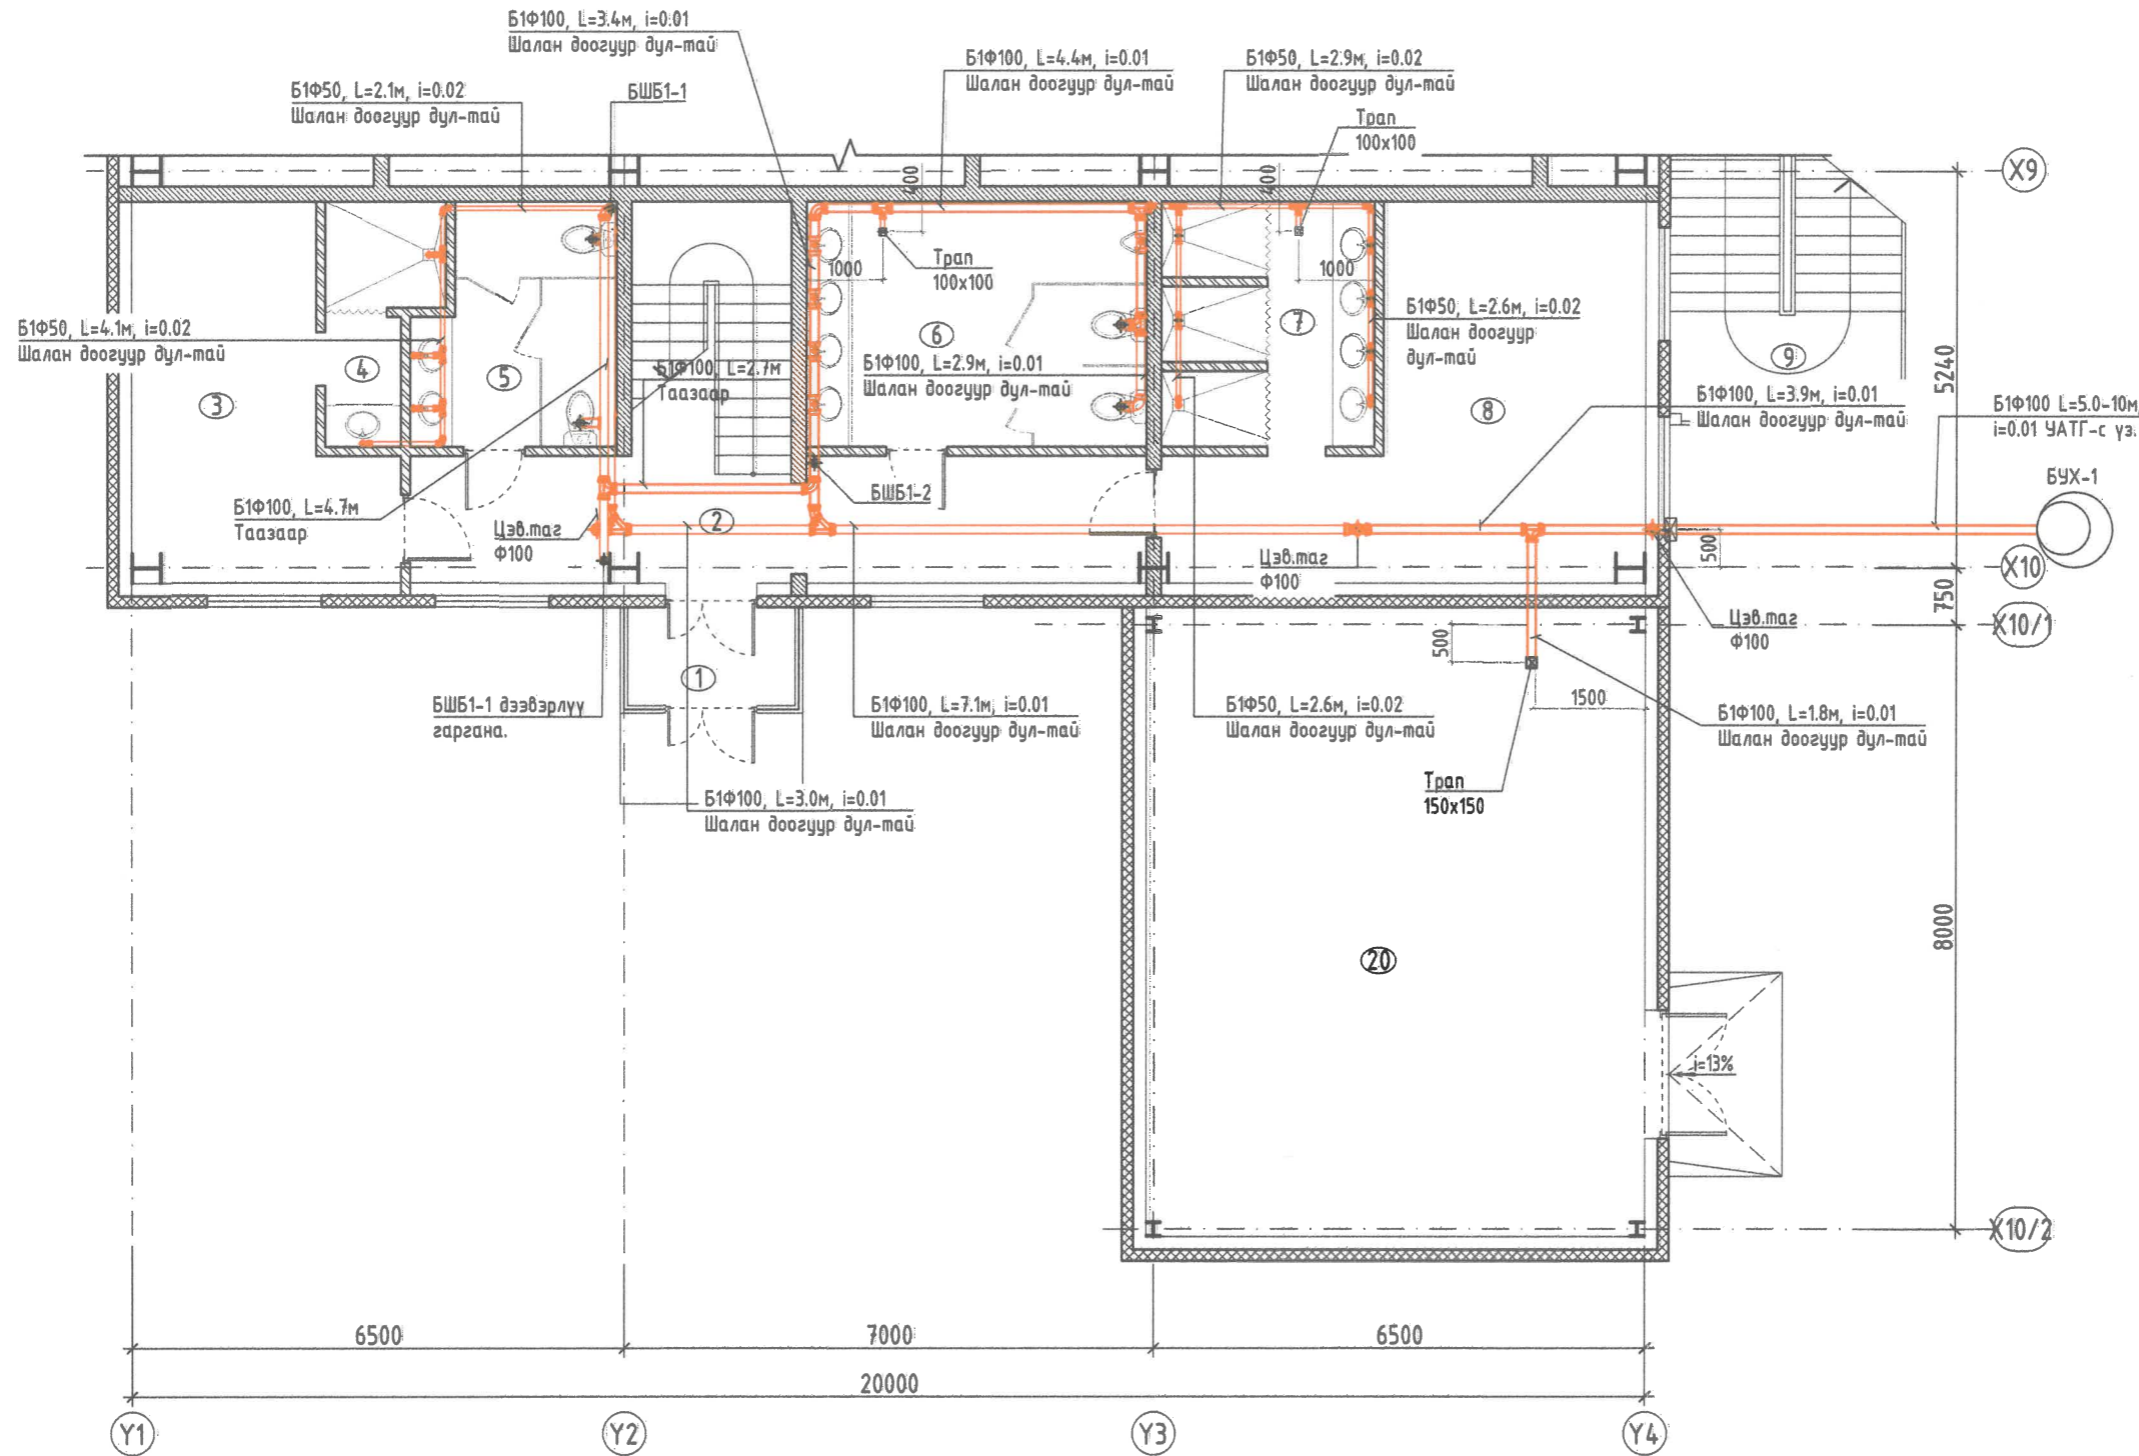 Б1Ф100, L=3.4м, i=0.01
Шалан доогуур дул-тай
Б1Ф100, L=4.4м, i=0.01
Шалан доогуур дул-тай
Б1Ф50, L=2.9м, i=0.02
Шалан доогуур дул-тай
Б1Ф50, L=2.1м, i=0.02
Шалан доогуур дул-тай
БШБ1-1
Трап
100x100
X9
400
400
1000
Трап
100x100
1000
Б1Ф50, L=4.1м, i=0.02
Шалан доогуур дул-тай
Б1Ф50, L=2.6м, i=0.02
Шалан доогуур
дул-тай
3
4
5
6
7
8
9
Б1Ф100, L=2.7м
Таазаар
Б1Ф100, L=2.9м, i=0.01
Шалан доогуур дул-тай
5240
Б1Ф100, L=3.9м, i=0.01
Шалан доогуур дул-тай
Б1Ф100 L=5.0-10м
i=0.01 УАТГ-с үз.
БУХ-1
Б1Ф100, L=4.7м
Таазаар
БШБ1-2
2
Цэв.таг
Ф100
Цэв.таг
Ф100
500
X10
750
Цэв.таг
Ф100
X10/1
500
1
БШБ1-1 дээвэрлүү
гаргана.
Б1Ф100, L=7.1м, i=0.01
Шалан доогуур дул-тай
Б1Ф50, L=2.6м, i=0.02
Шалан доогуур дул-тай
1500
Б1Ф100, L=1.8м, i=0.01
Шалан доогуур дул-тай
Трап
150x150
Б1Ф100, L=3.0м, i=0.01
Шалан доогуур дул-тай
8000
20
i=13%
X10/2
6500
7000
6500
20000
Y1
Y2
Y3
Y4